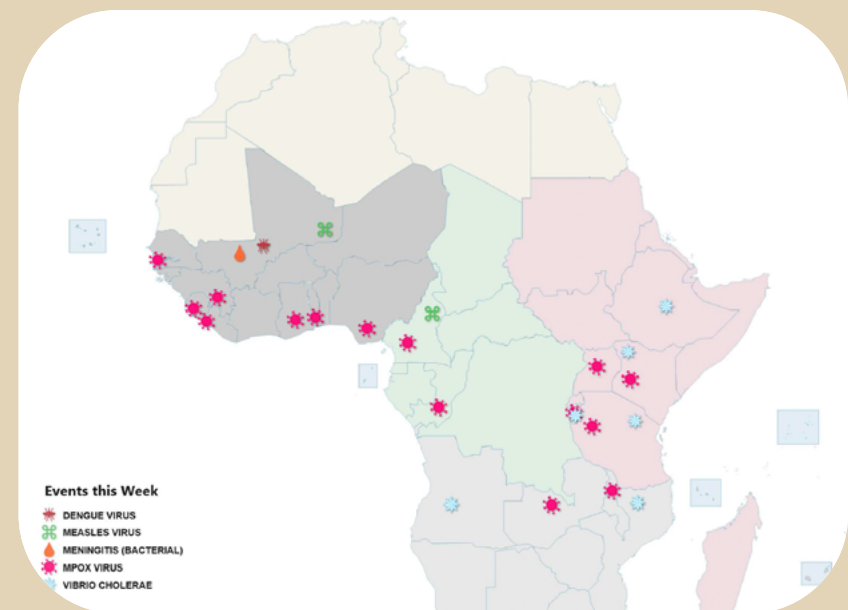 Events this Week
DENGUE VIRUS
MEASLES VIRUS
MENINGITIS (BACTERIAL)
MPOX VIRUS
VIBRIO CHOLERAE